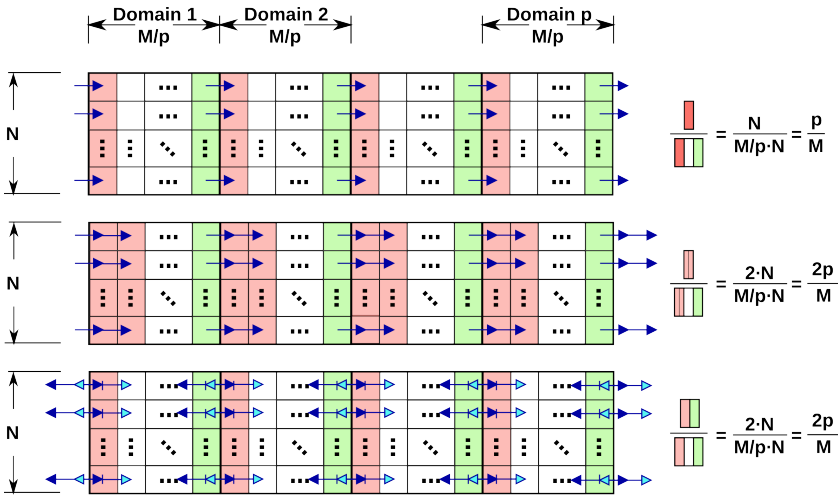 Domain 1 Domain 2 Domain p
M/p M/p M/p
N
N = p
M/p·N M
N
2·N = 2p
M/p·N M
N
2·N = 2p
M/p·N M